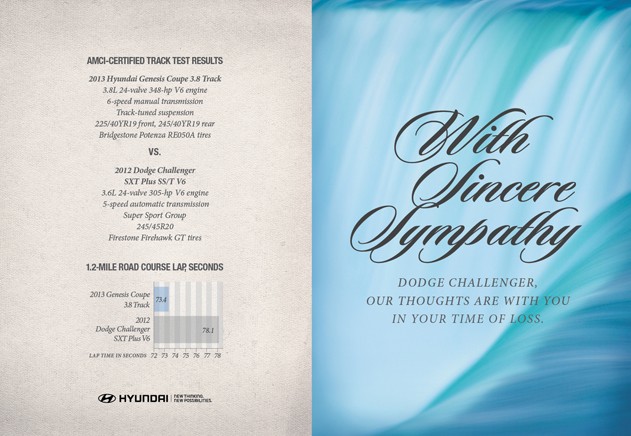 AMCI-CERTIFIED TRACK TEST RESULTS
2013 Hyundai Genesis Coupe 3.8 Track
3.8L 24-valve 348-hp V6 engine
6-speed manual transmission
Track-tuned suspension
225/40YR19 front, 245/40YR19 rear
Bridgestone Potenza RE050A tires
VS.
2012 Dodge Challenger
SXT Plus SS/T V6
3.6L 24-valve 305-hp V6 engine
5-speed automatic transmission
Super Sport Group
245/45R20
Firestone Firehawk GT tires
1.2-MILE ROAD COURSE LAP, SECONDS
2013 Genesis Coupe
3.8 Track
73.4
2012
Dodge Challenger
SXT Plus V6
78.1
LAP TIME IN SECONDS 72 73 74 75 76 77 78
HYUNDAI
NEW THINKING.
NEW POSSIBILITIES.
With
Sincere
Sympathy
DODGE CHALLENGER,
OUR THOUGHTS ARE WITH YOU
IN YOUR TIME OF LOSS.